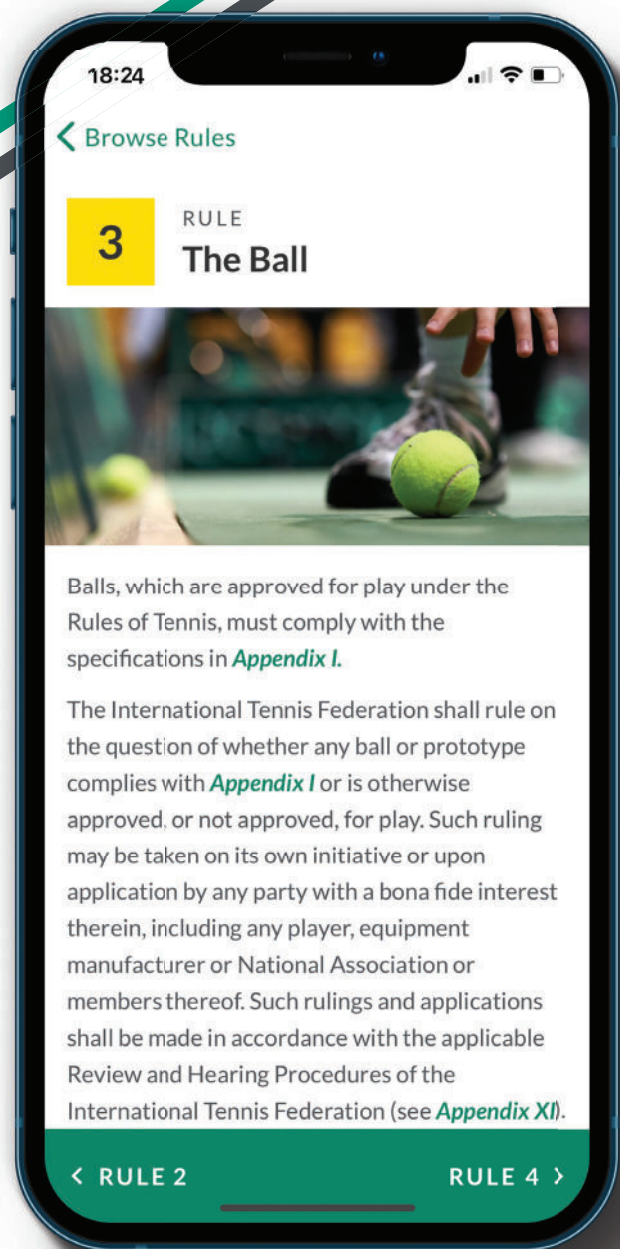 18:24
Browse Rules
3
RULE
The Ball
Balls, which are approved for play under the
Rules of Tennis, must comply with the
specifications in Appendix I.
The International Tennis Federation shall rule on
the question of whether any ball or prototype
complies with Appendix I or is otherwise
approved, or not approved, for play. Such ruling
may be taken on its own initiative or upon
application by any party with a bona fide interest
therein, including any player, equipment
manufacturer or National Association or
members thereof. Such rulings and applications
shall be made in accordance with the applicable
Review and Hearing Procedures of the
International Tennis Federation (see Appendix XI).
< RULE 2
RULE 4 >